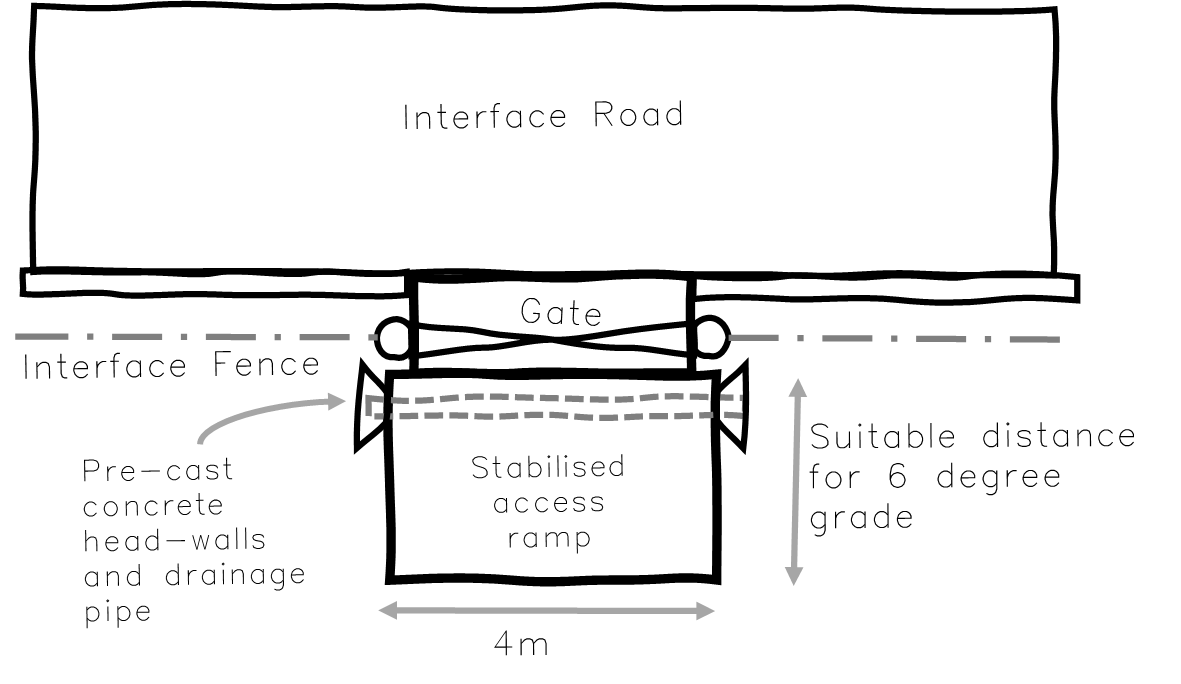 Interface Road
Gate
Interface Fence
Suitable distance
for 6 degree
grade
Pre-cast
concrete
head-walls
and drainage
pipe
Stabilised
access
ramp
4m